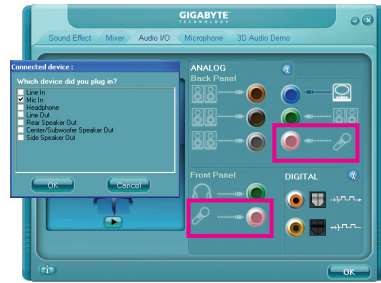 GIGABYTE
TECHNOLOGY
Sound Effect Mixer Audio I/O Microphone 3D Audio Demo
Connected device :
Which device did you plug in?
Line In
Mic In
Headphone
Line Out
Rear Speaker Out
Center/Subwoofer Speaker Out
Side Speaker Out
OK Cancel
ANALOG
Back Panel
Front Panel
DIGITAL
OK